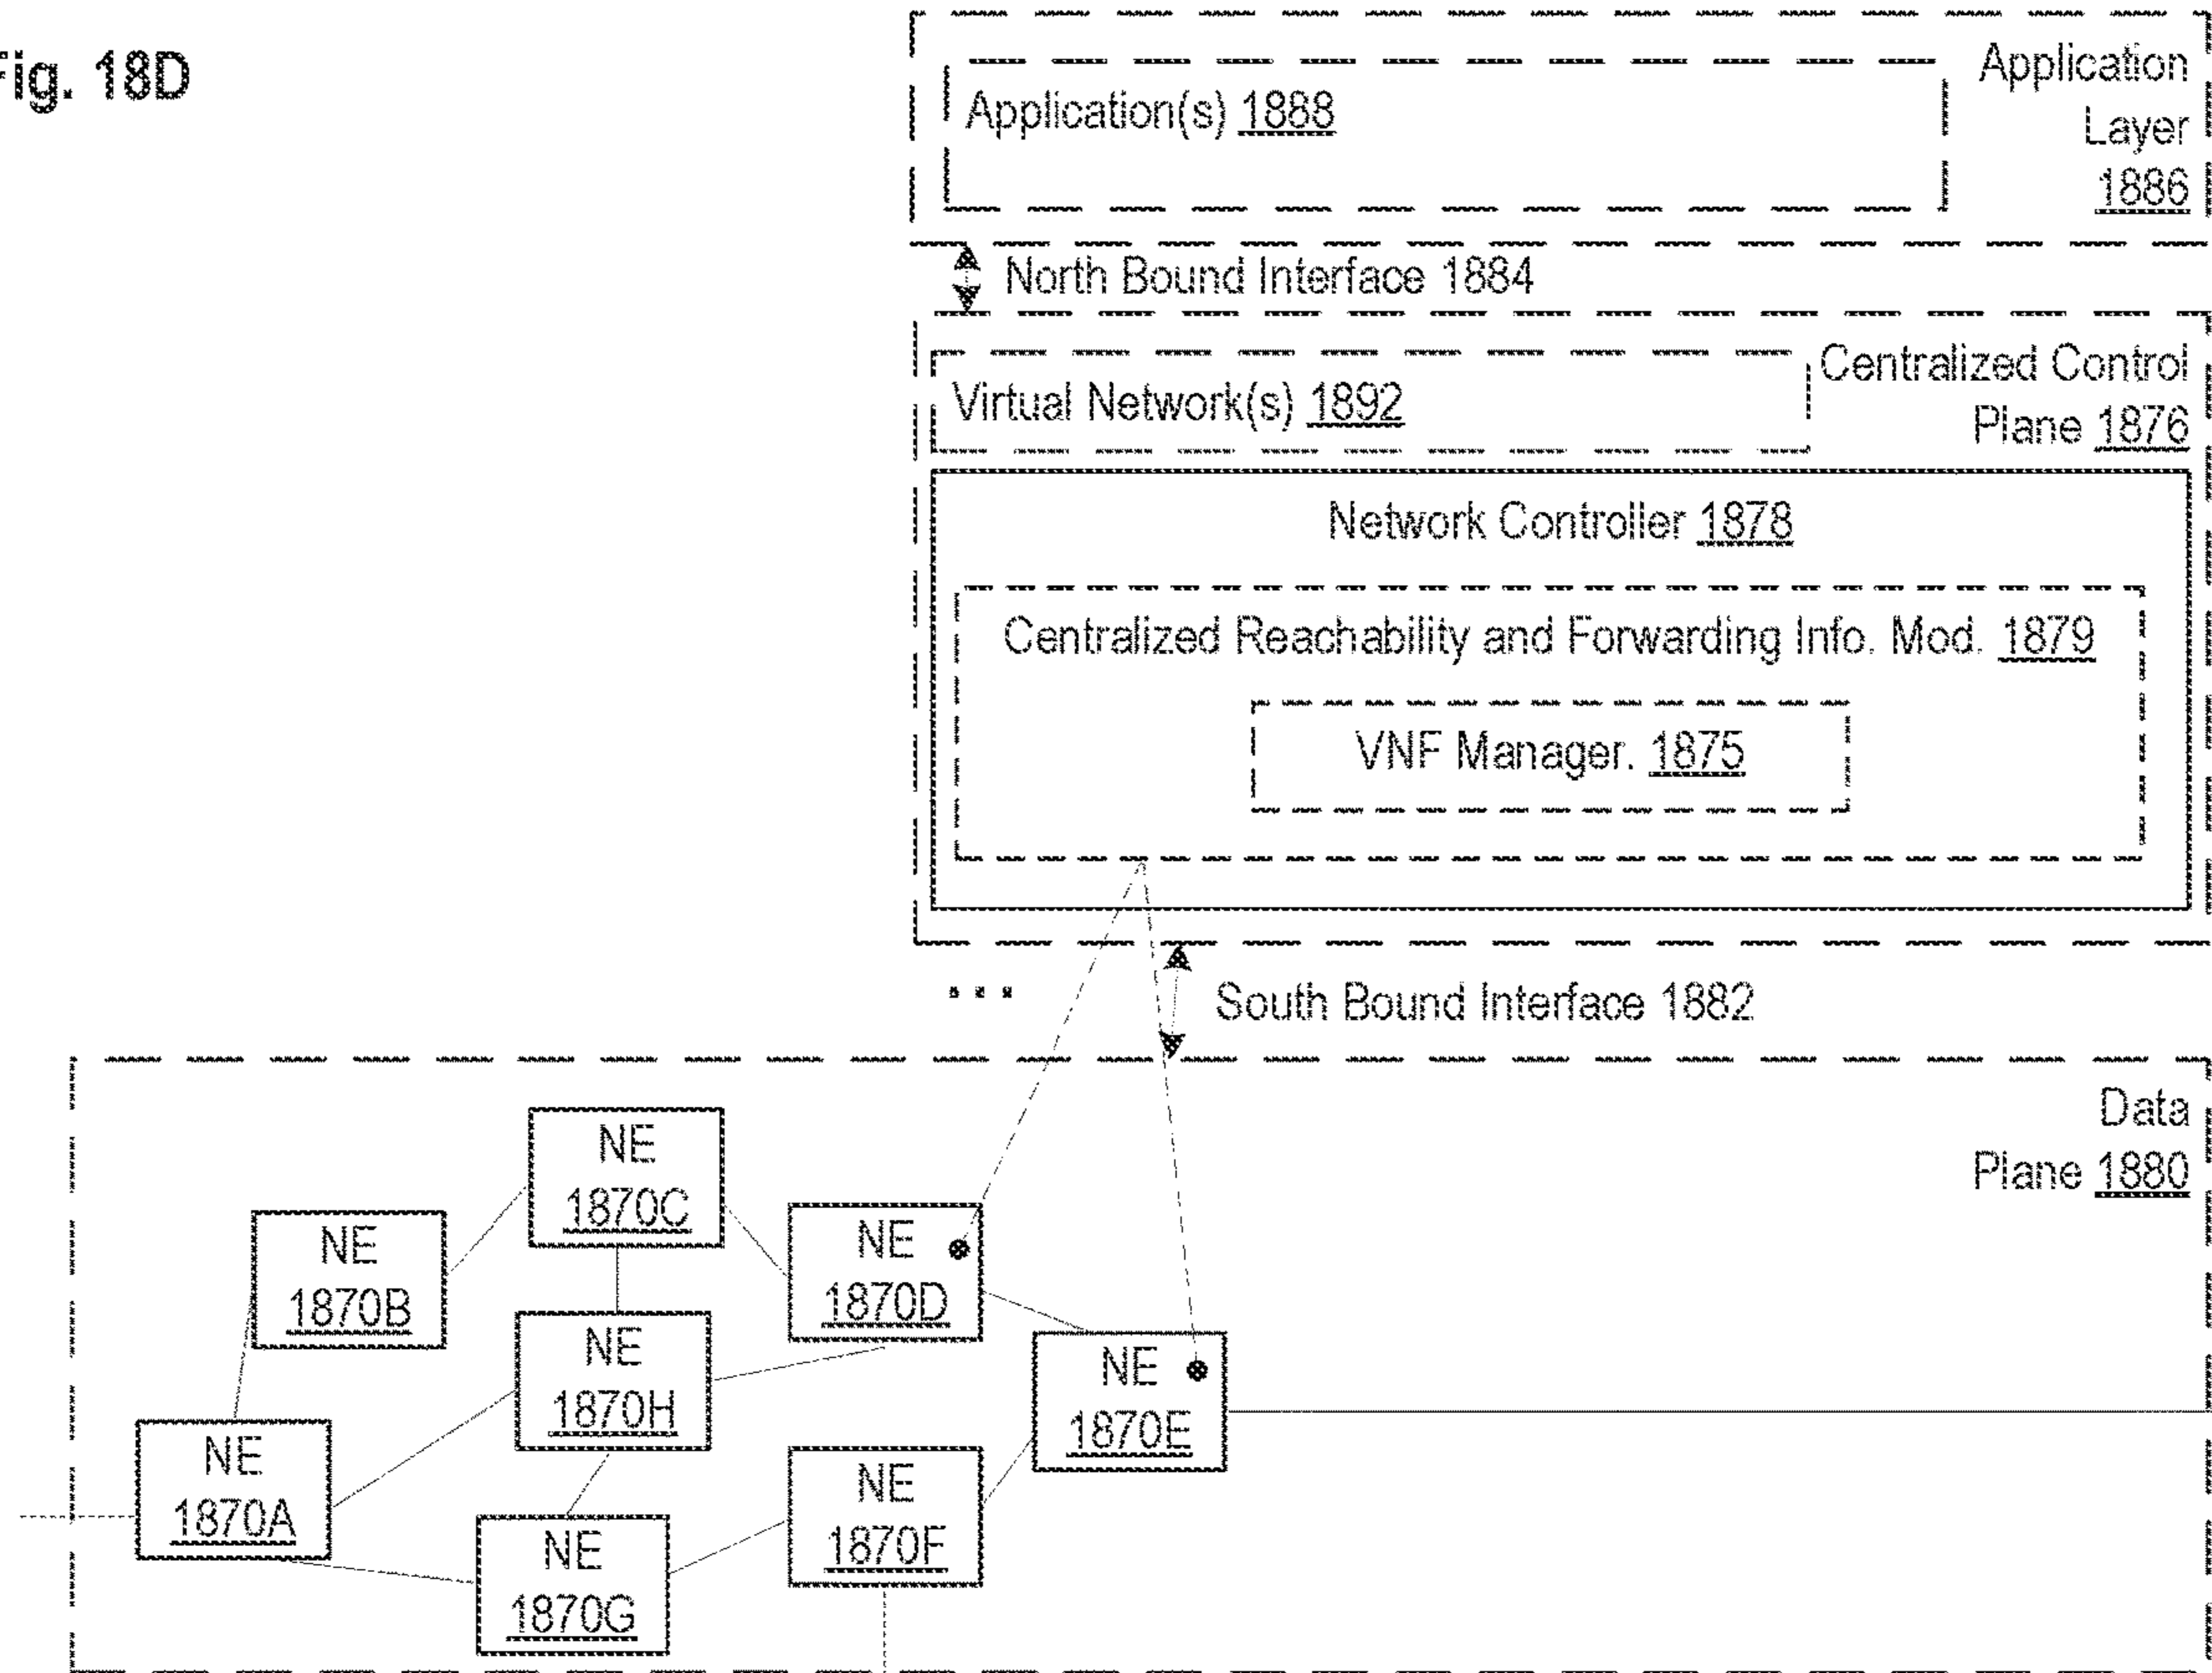 Fig. 18D
Application(s) 1888
Application
Layer
1886
North Bound Interface 1884
Virtual Network(s) 1892
Centralized Control
Plane 1876
Network Controller 1878
Centralized Reachability and Forwarding Info. Mod. 1879
VNF Manager. 1875
...
South Bound Interface 1882
Data
Plane 1880
NE
1870C
NE
1870B
NE
1870D
NE
1870H
NE
1870E
NE
1870A
NE
1870F
NE
1870G